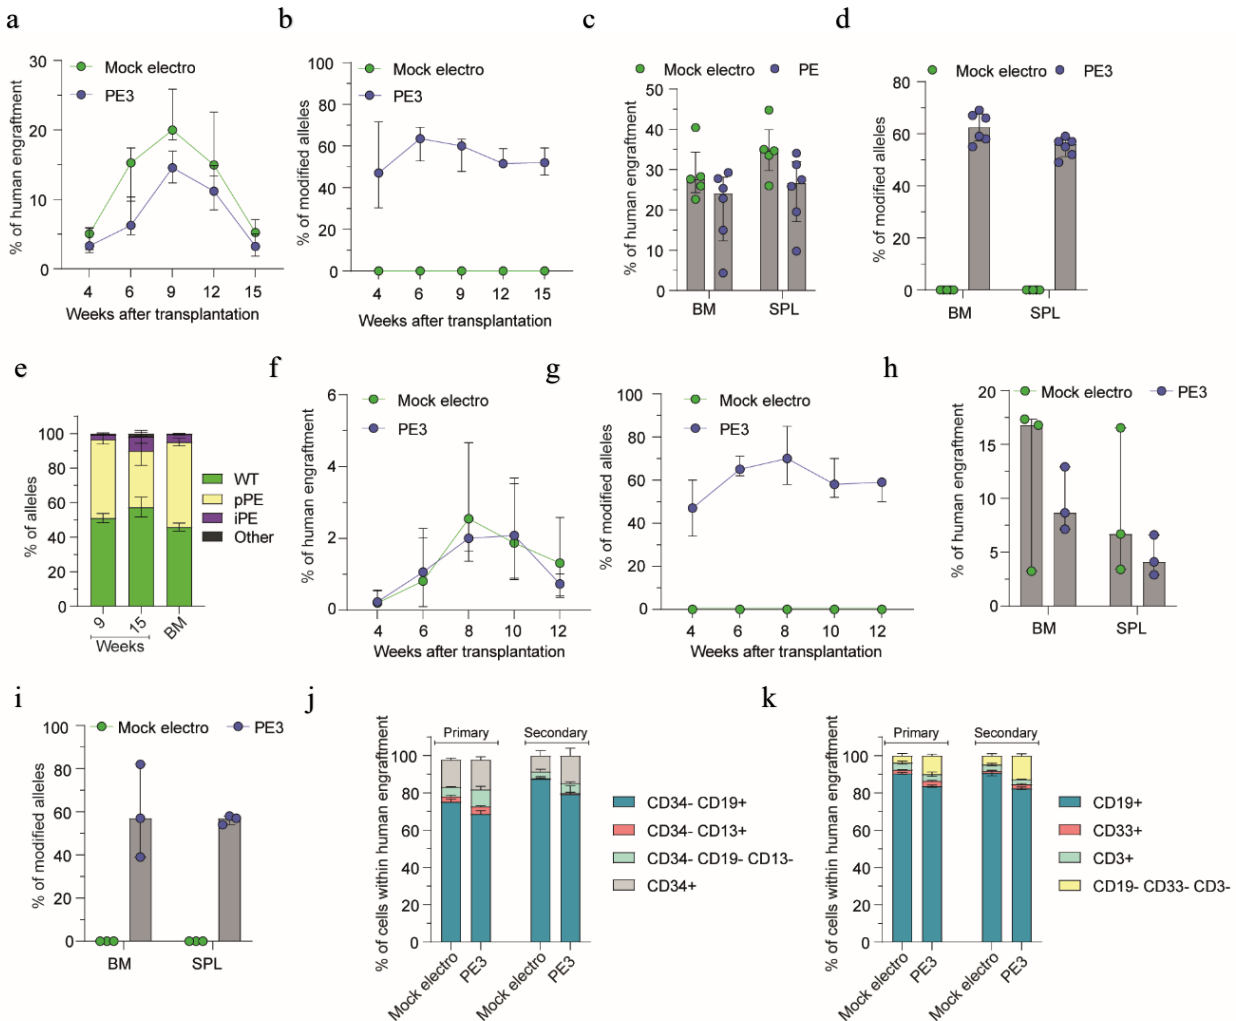 a
% of human engraftment
30
20
10
0
Mock electro
PE3
4 6 9 12 15
Weeks after transplantation
b
% of modified alleles
100
80
60
40
20
0
Mock electro
PE3
4 6 9 12 15
Weeks after transplantation
c
% of human engraftment
50
40
30
20
10
0
Mock electro PE
BM SPL
d
% of modified alleles
80
60
40
20
0
Mock electro PE3
BM SPL
e
% of alleles
100
80
60
40
20
0
9 15 BM
Weeks
WT
pPE
iPE
Other
f
% of human engraftment
6
4
2
0
Mock electro
PE3
4 6 8 10 12
Weeks after transplantation
g
% of modified alleles
100
80
60
40
20
0
Mock electro
PE3
4 6 8 10 12
Weeks after transplantation
h
% of human engraftment
20
15
10
5
0
Mock electro PE3
BM SPL
i
% of modified alleles
100
80
60
40
20
0
Mock electro PE3
BM SPL
j
% of cells within human engraftment
100
80
60
40
20
0
Primary Secondary
Mock electro PE3 Mock electro PE3
CD34- CD19+
CD34- CD13+
CD34- CD19- CD13-
CD34+
k
% of cells within human engraftment
100
80
60
40
20
0
Primary Secondary
Mock electro PE3 Mock electro PE3
CD19+
CD33+
CD3+
CD19- CD33- CD3-